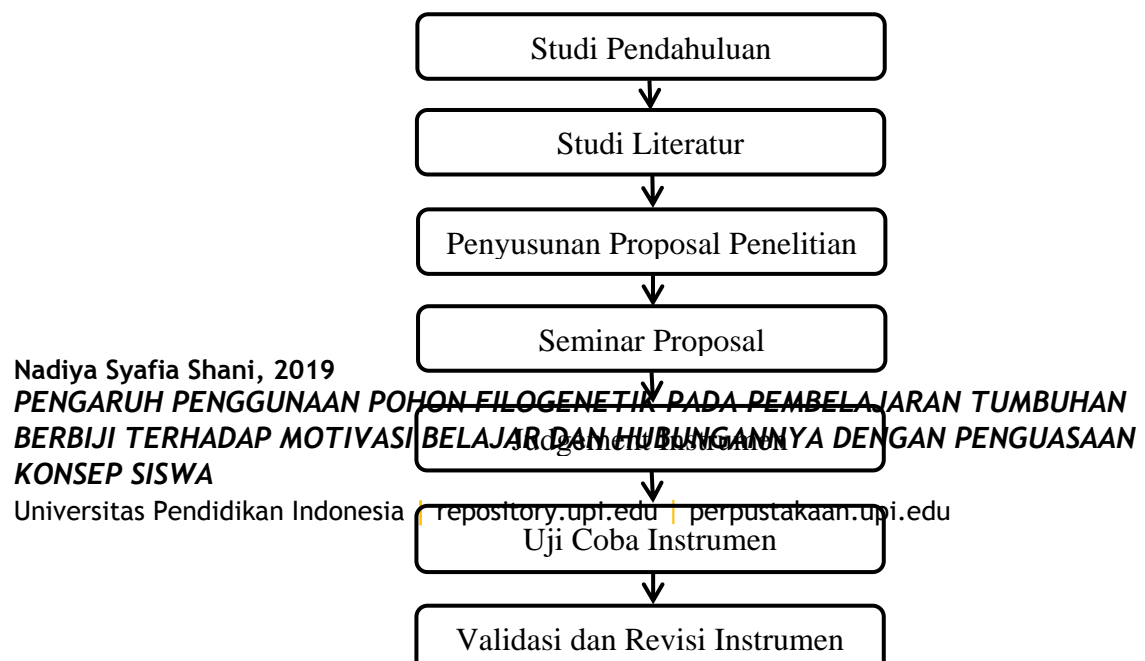 Studi Pendahuluan
Studi Literatur
Penyusunan Proposal Penelitian
Seminar Proposal
Nadiya Syafia Shani, 2019
PENGARUH PENGGUNAAN POHON FILOGENETIK PADA PEMBELAJARAN TUMBUHAN
BERBIJI TERHADAP MOTIVASI BELAJAR DAN HUBUNGANNYA DENGAN PENGUASAAN
KONSEP SISWA
Judgement Instrumen
Universitas Pendidikan Indonesia | repository.upi.edu | perpustakaan.upi.edu
Uji Coba Instrumen
Validasi dan Revisi Instrumen